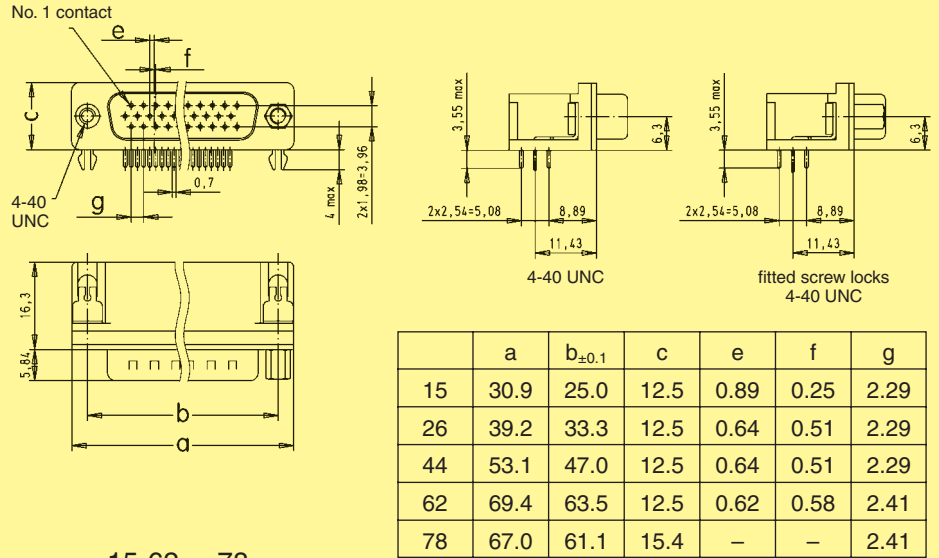 No. 1 contact
e
f
c
4-40
UNC
g
0,7
4 max
2x1,98=3,96
3,55 max
6,3
2x2,54=5,08
8,89
11,43
4-40 UNC
3,55 max
6,3
2x2,54=5,08
8,89
11,43
fitted screw locks
4-40 UNC
16,3
5,84
b
a
a b±0.1 c e f g
15 30.9 25.0 12.5 0.89 0.25 2.29
26 39.2 33.3 12.5 0.64 0.51 2.29
44 53.1 47.0 12.5 0.64 0.51 2.29
62 69.4 63.5 12.5 0.62 0.58 2.41
78 67.0 61.1 15.4 – – 2.41